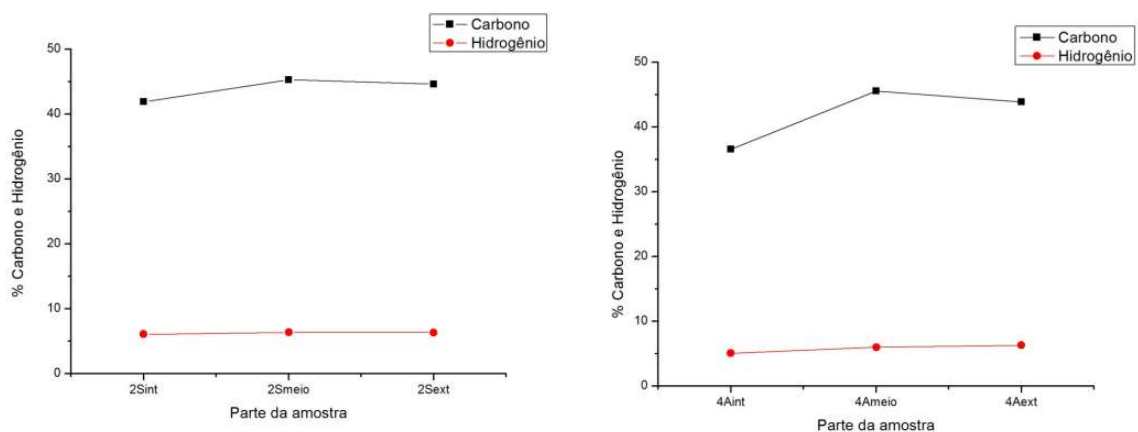 Carbono
Hidrogênio
50
40
30
20
10
0
% Carbono e Hidrogênio
2Sint
2Smeio
2Sext
Parte da amostra
Carbono
Hidrogênio
50
40
30
20
10
0
% Carbono e Hidrogênio
4Aint
4Ameio
4Aext
Parte da amostra